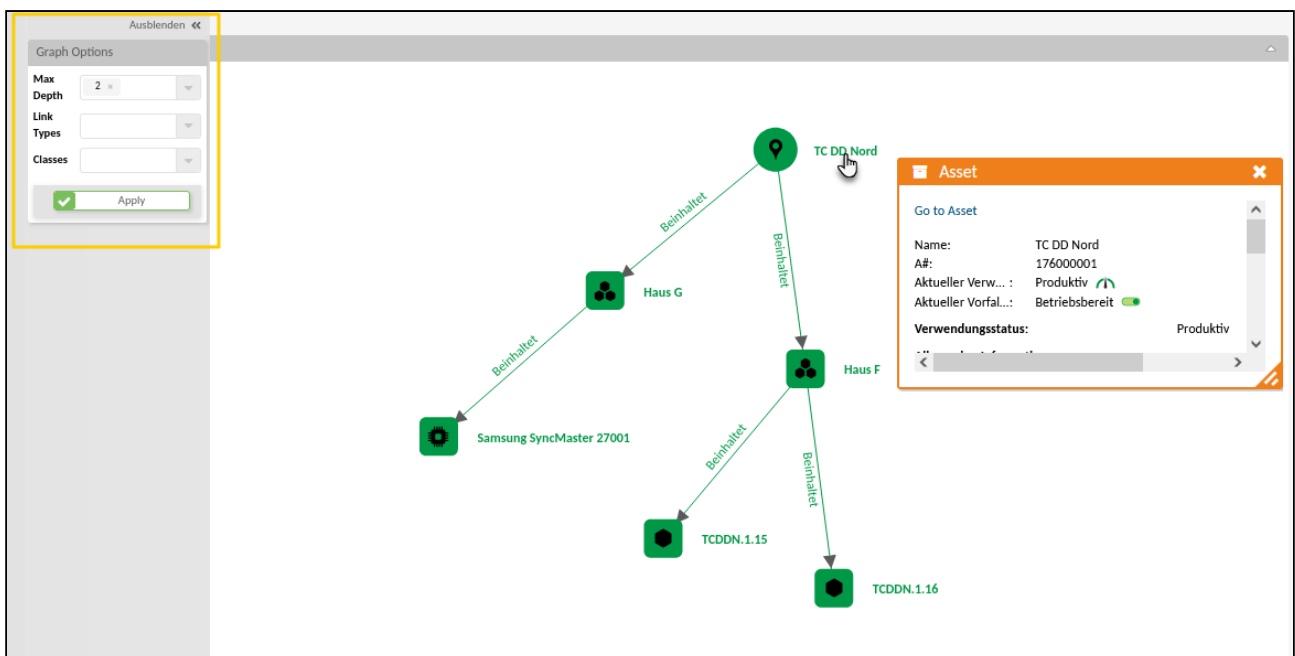 Ausblenden «
Graph Options
Max Depth
2 ×
Link Types
Classes
Apply
TC DD Nord
Beinhaltet
Beinhaltet
Haus G
Haus F
Beinhaltet
Samsung SyncMaster 27001
Beinhaltet
Beinhaltet
TCDDN.1.15
TCDDN.1.16
Asset
Go to Asset
Name: TC DD Nord
A#: 176000001
Aktueller Verw... : Produktiv
Aktueller Vorfal...: Betriebsbereit
Verwendungsstatus: Produktiv